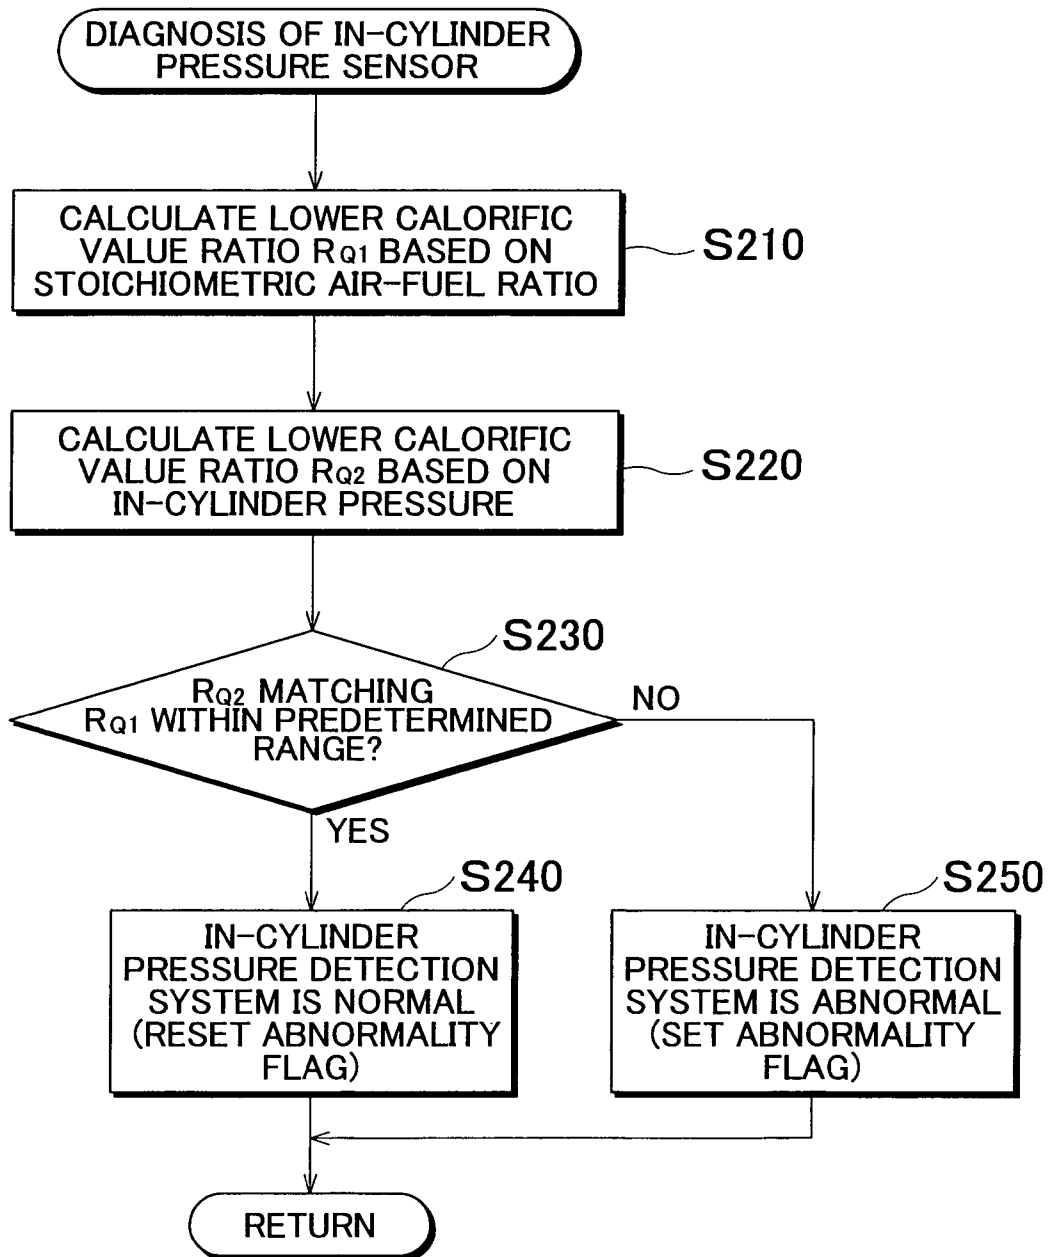 DIAGNOSIS OF IN-CYLINDER
PRESSURE SENSOR
CALCULATE LOWER CALORIFIC
VALUE RATIO RQ1 BASED ON
STOICHIOMETRIC AIR-FUEL RATIO
S210
CALCULATE LOWER CALORIFIC
VALUE RATIO RQ2 BASED ON
IN-CYLINDER PRESSURE
S220
S230
RQ2 MATCHING
RQ1 WITHIN PREDETERMINED
RANGE?
NO
YES
S240
IN-CYLINDER
PRESSURE DETECTION
SYSTEM IS NORMAL
(RESET ABNORMALITY
FLAG)
S250
IN-CYLINDER
PRESSURE DETECTION
SYSTEM IS ABNORMAL
(SET ABNORMALITY
FLAG)
RETURN